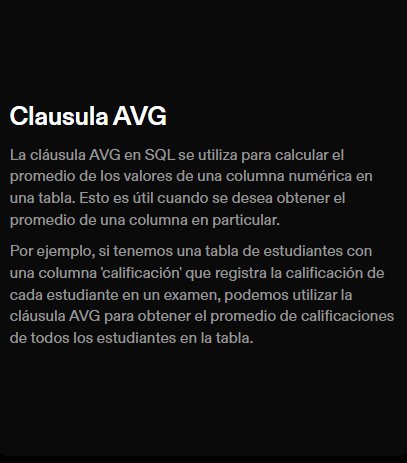 Clausula AVG
La cláusula AVG en SQL se utiliza para calcular el
promedio de los valores de una columna numérica en
una tabla. Esto es útil cuando se desea obtener el
promedio de una columna en particular.
Por ejemplo, si tenemos una tabla de estudiantes con
una columna 'calificación' que registra la calificación de
cada estudiante en un examen, podemos utilizar la
cláusula AVG para obtener el promedio de calificaciones
de todos los estudiantes en la tabla.